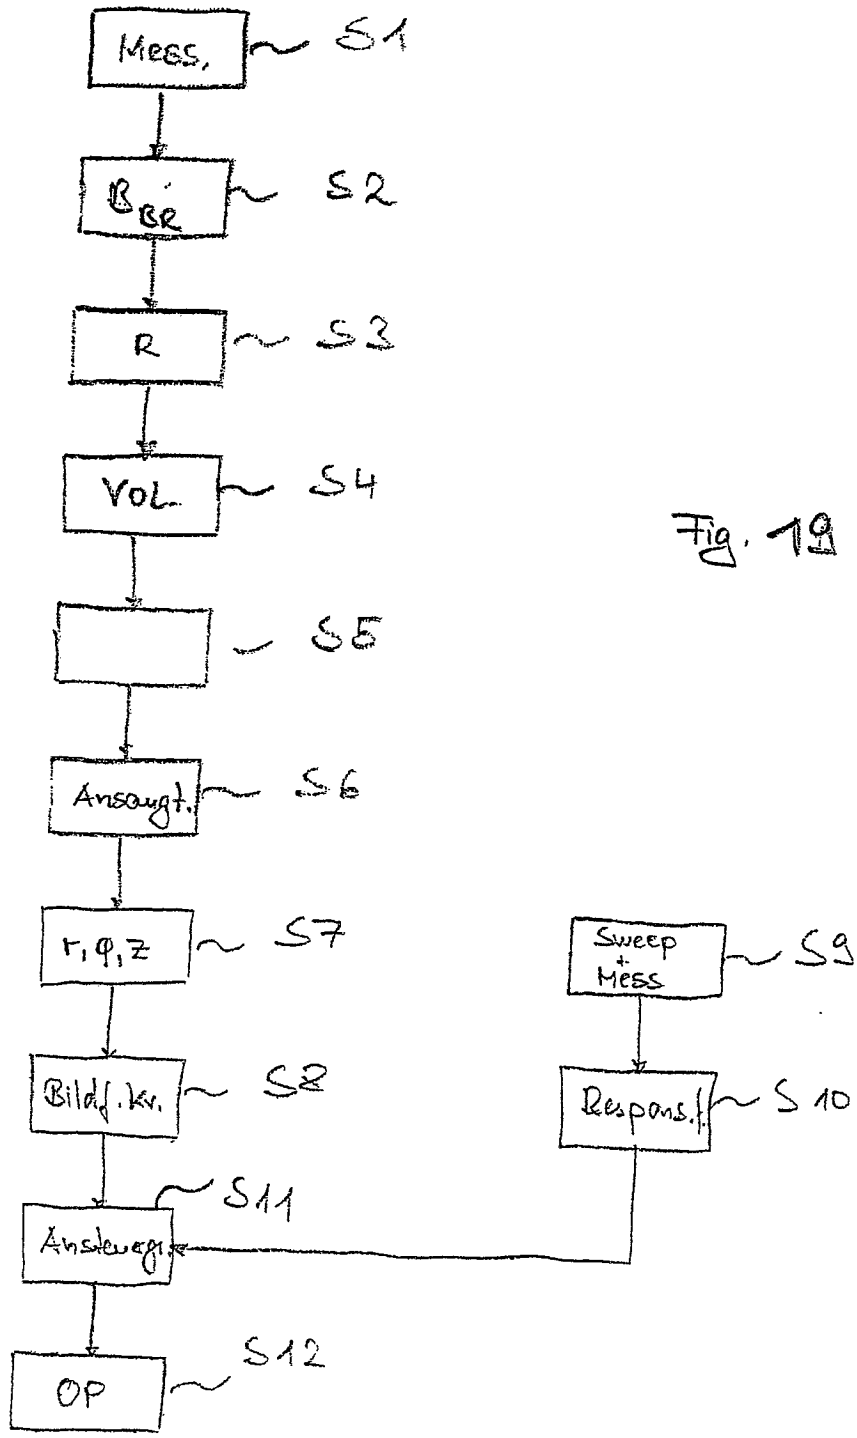 Mess. S1
B BR S2
R S3
VOL. S4
Fig. 19
S5
Ansaugt. S6
r, φ, z S7
Sweep
+
Mess
S9
Bildf. kr. S8
Respons.f. S10
S11
Ansteuergr.
S12
OP